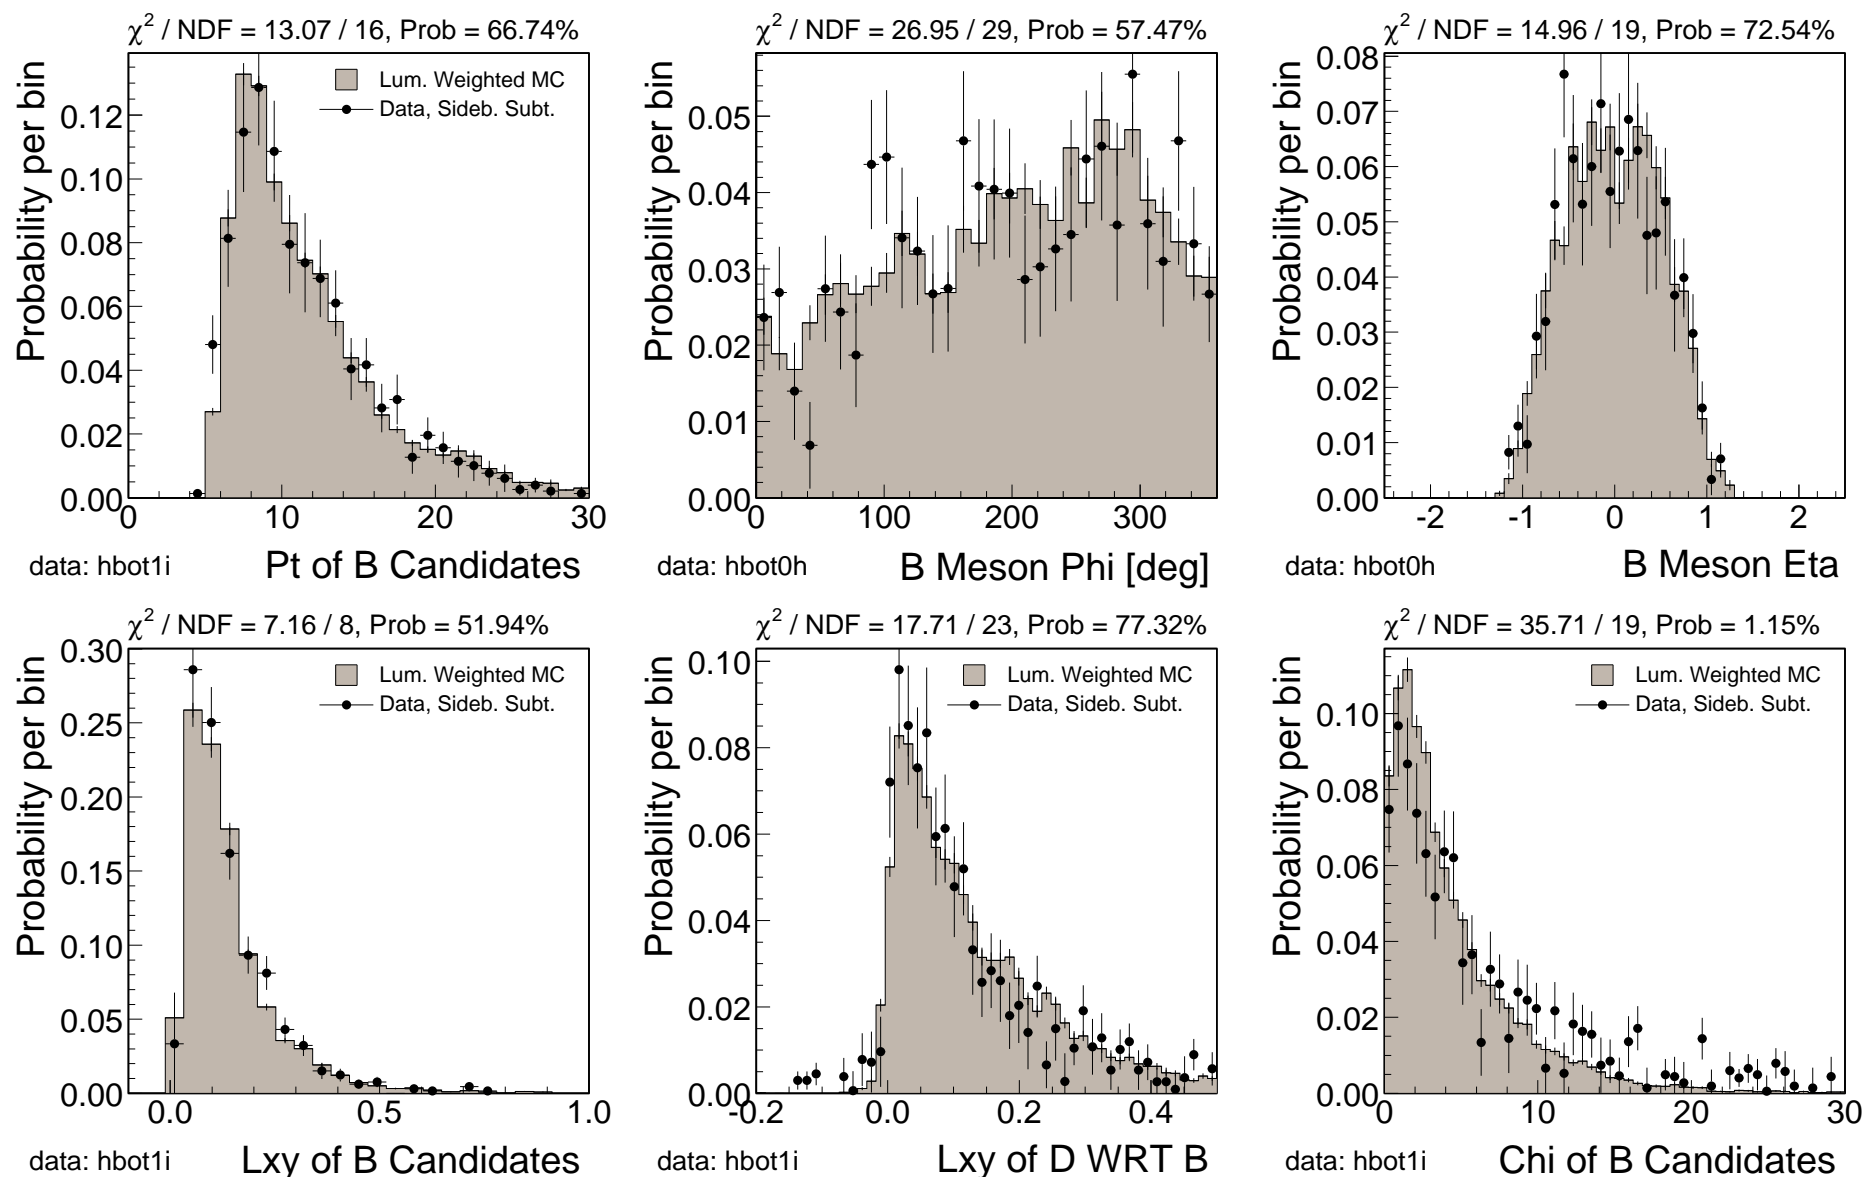 χ² / NDF = 13.07 / 16, Prob = 66.74%
Probability per bin
0.12
0.10
0.08
0.06
0.04
0.02
0.00
Lum. Weighted MC
Data, Sideb. Subt.
0 10 20 30
data: hbot1i
Pt of B Candidates
χ² / NDF = 26.95 / 29, Prob = 57.47%
Probability per bin
0.05
0.04
0.03
0.02
0.01
0.00
0 100 200 300
data: hbot0h
B Meson Phi [deg]
χ² / NDF = 14.96 / 19, Prob = 72.54%
Probability per bin
0.08
0.07
0.06
0.05
0.04
0.03
0.02
0.01
0.00
-2 -1 0 1 2
data: hbot0h
B Meson Eta
χ² / NDF = 7.16 / 8, Prob = 51.94%
Probability per bin
0.30
0.25
0.20
0.15
0.10
0.05
0.00
Lum. Weighted MC
Data, Sideb. Subt.
0.0 0.5 1.0
data: hbot1i
Lxy of B Candidates
χ² / NDF = 17.71 / 23, Prob = 77.32%
Probability per bin
0.10
0.08
0.06
0.04
0.02
0.00
Lum. Weighted MC
Data, Sideb. Subt.
-0.2 0.0 0.2 0.4
data: hbot1i
Lxy of D WRT B
χ² / NDF = 35.71 / 19, Prob = 1.15%
Probability per bin
0.10
0.08
0.06
0.04
0.02
0.00
Lum. Weighted MC
Data, Sideb. Subt.
0 10 20 30
data: hbot1i
Chi of B Candidates